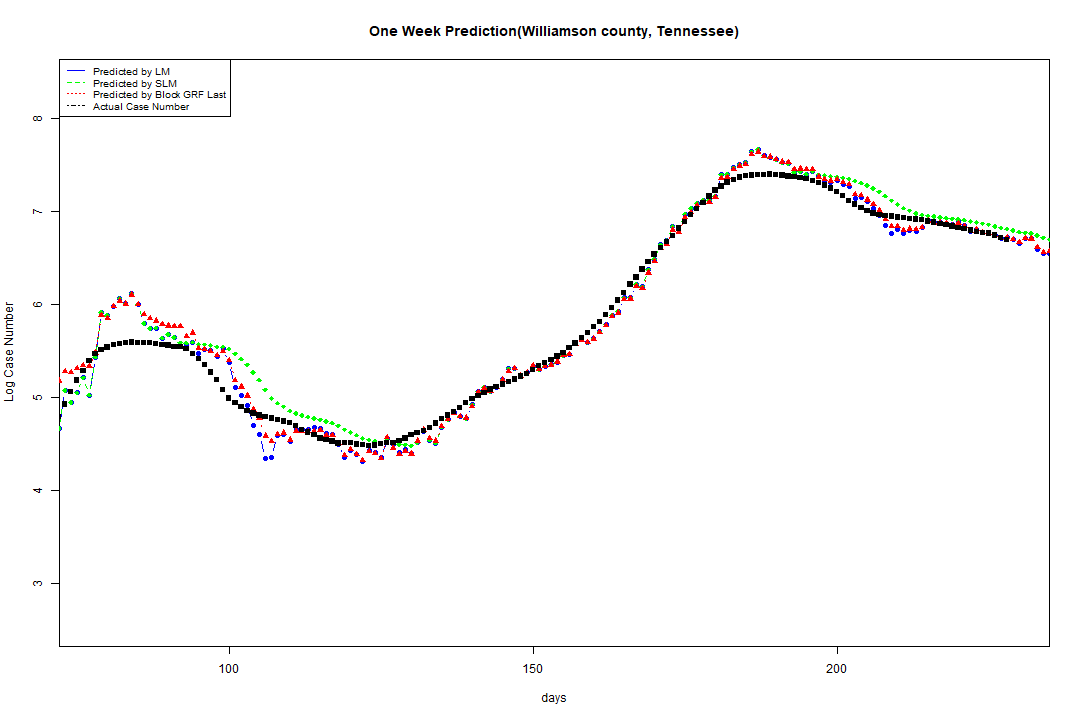 One Week Prediction(Williamson county, Tennessee)
Predicted by LM
Predicted by SLM
Predicted by Block GRF Last
Actual Case Number
8
7
6
5
4
3
Log Case Number
100 150 200
days